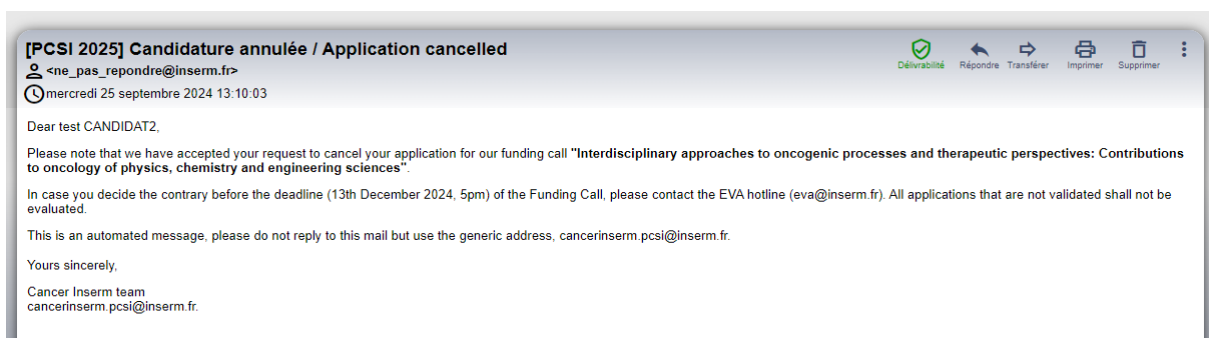 [PCSI 2025] Candidature annulée / Application cancelled
Délivrabilité Répondre Transférer Imprimer Supprimer
<ne_pas_repondre@inserm.fr>
mercredi 25 septembre 2024 13:10:03
Dear test CANDIDAT2,
Please note that we have accepted your request to cancel your application for our funding call "Interdisciplinary approaches to oncogenic processes and therapeutic perspectives: Contributions
to oncology of physics, chemistry and engineering sciences".
In case you decide the contrary before the deadline (13th December 2024, 5pm) of the Funding Call, please contact the EVA hotline (eva@inserm.fr). All applications that are not validated shall not be
evaluated.
This is an automated message, please do not reply to this mail but use the generic address, cancerinserm.pcsi@inserm.fr.
Yours sincerely,
Cancer Inserm team
cancerinserm.pcsi@inserm.fr.